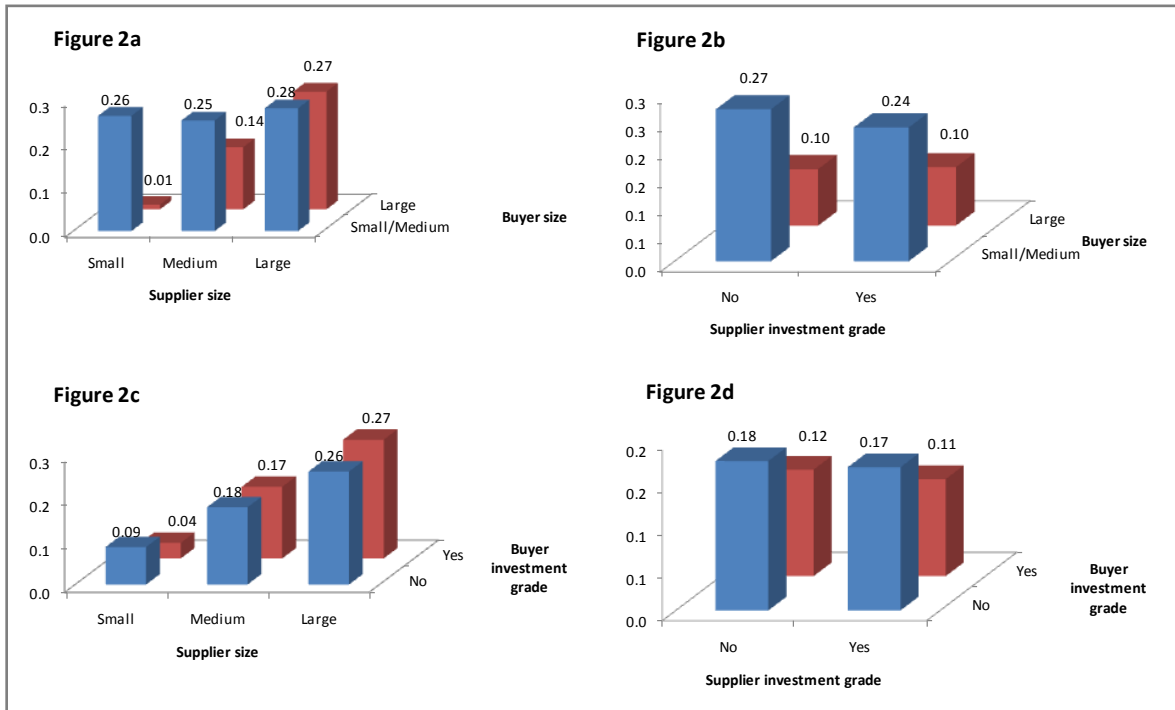 Figure 2a
0.26
0.01
0.25
0.14
0.28
0.27
0.3
0.2
0.1
0.0
Large
Small/Medium
Buyer size
Small Medium Large
Supplier size
Figure 2b
0.27
0.10
0.24
0.10
0.3
0.3
0.2
0.2
0.1
0.1
0.0
Large
Small/Medium
Buyer size
No Yes
Supplier investment grade
Figure 2c
0.09
0.04
0.18
0.17
0.26
0.27
0.3
0.2
0.1
0.0
Yes
No
Buyer
investment
grade
Small Medium Large
Supplier size
Figure 2d
0.18
0.12
0.17
0.11
0.2
0.2
0.1
0.1
0.0
Yes
No
Buyer
investment
grade
No Yes
Supplier investment grade